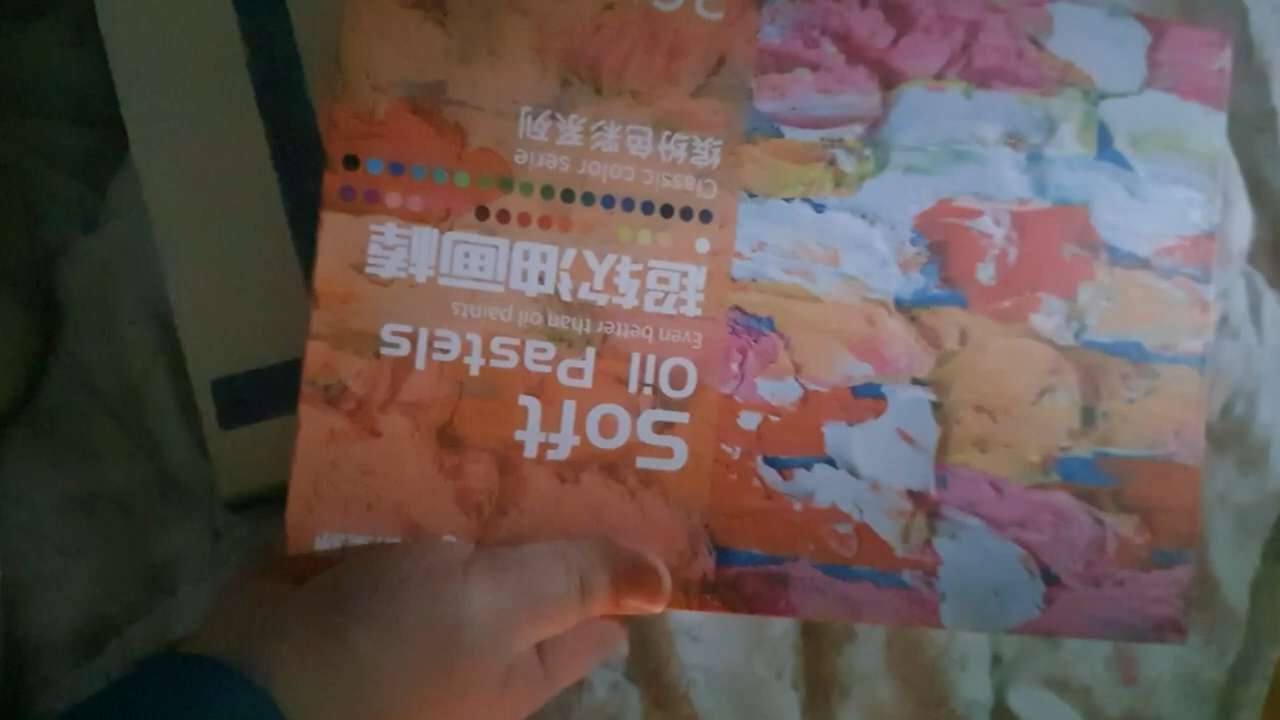 Soft
Oil Pastels
Even better than oil paints
超软油画棒
Classic color serie
缤纷色彩系列